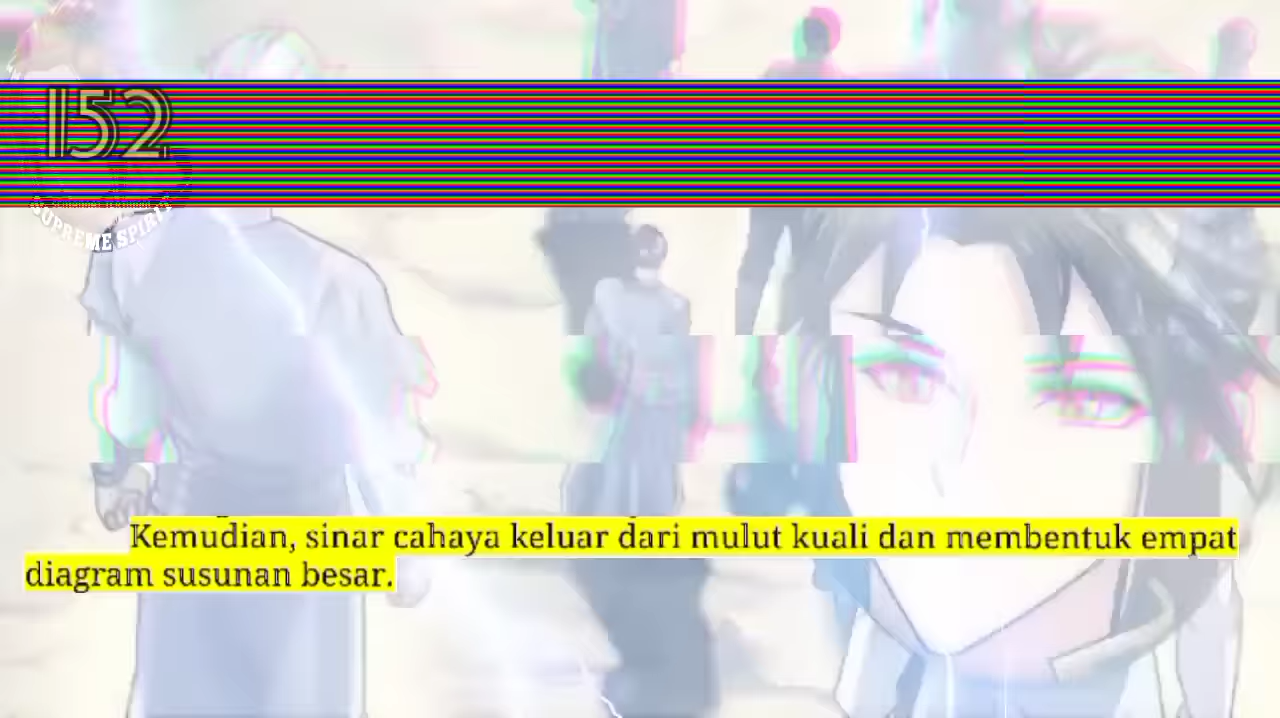 152
SUPREME SPIRIT
Kemudian, sinar cahaya keluar dari mulut kuali dan membentuk empat
diagram susunan besar.